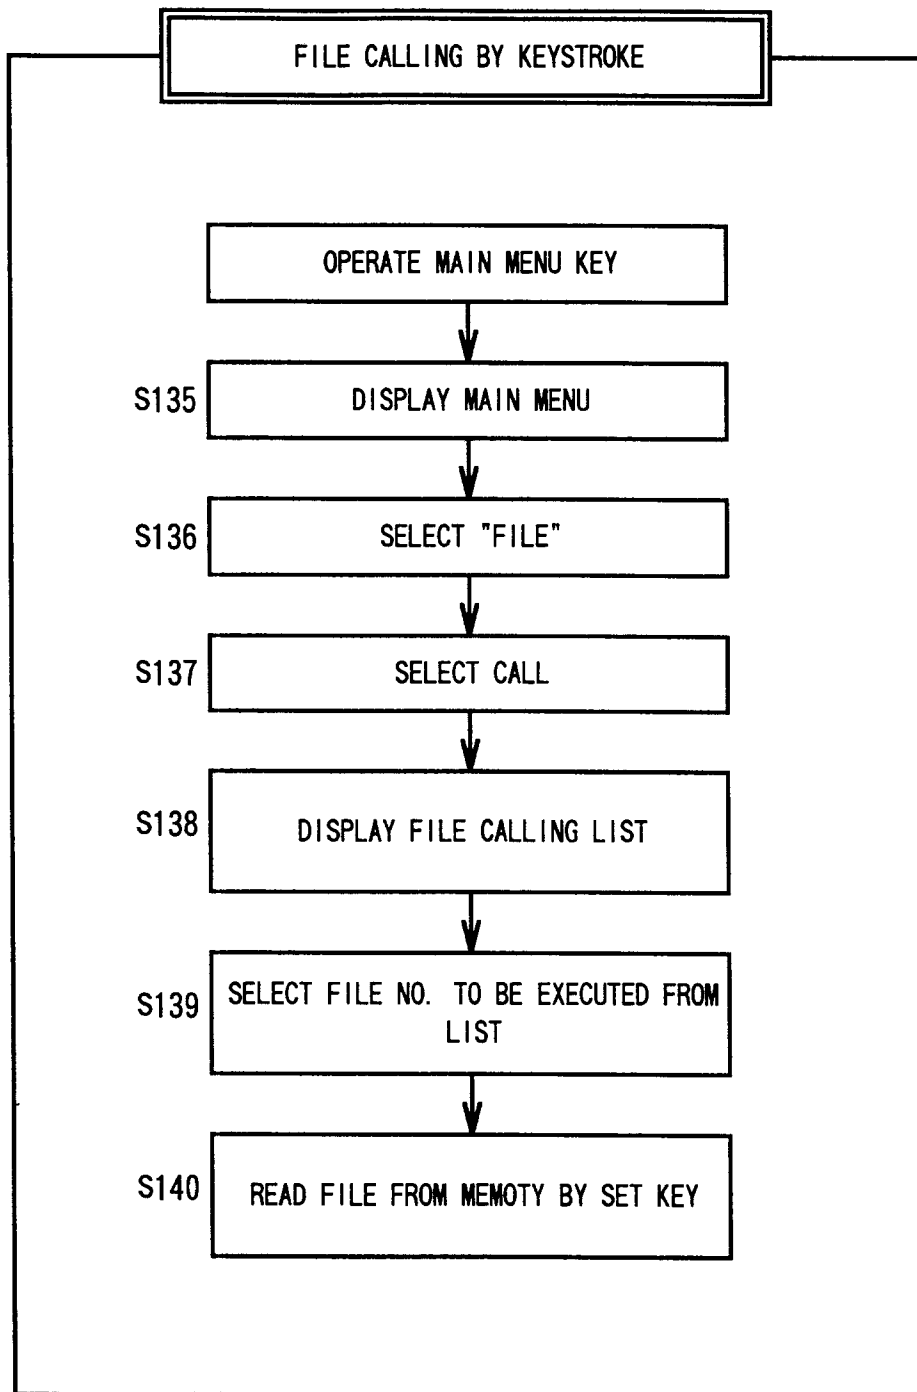 FILE CALLING BY KEYSTROKE
OPERATE MAIN MENU KEY
S135 DISPLAY MAIN MENU
S136 SELECT "FILE"
S137 SELECT CALL
S138 DISPLAY FILE CALLING LIST
S139 SELECT FILE NO. TO BE EXECUTED FROM
LIST
S140 READ FILE FROM MEMOTY BY SET KEY